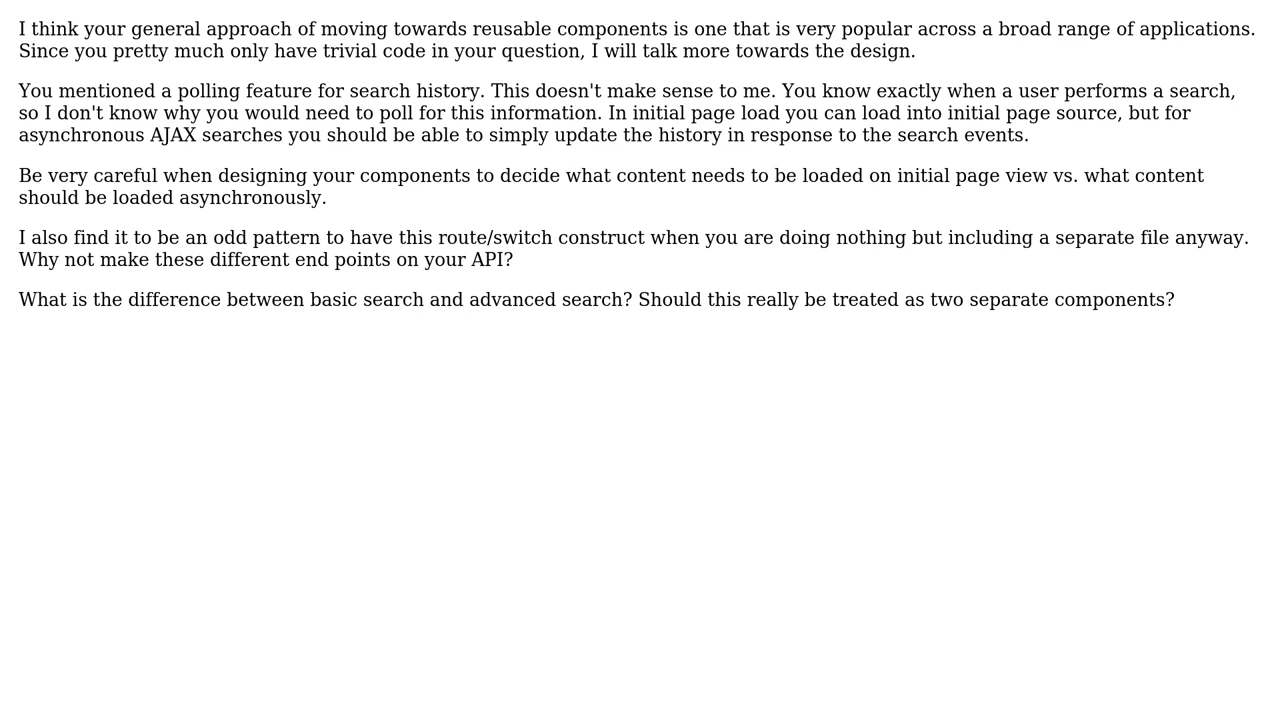 I think your general approach of moving towards reusable components is one that is very popular across a broad range of applications.
Since you pretty much only have trivial code in your question, I will talk more towards the design.
You mentioned a polling feature for search history. This doesn't make sense to me. You know exactly when a user performs a search,
so I don't know why you would need to poll for this information. In initial page load you can load into initial page source, but for
asynchronous AJAX searches you should be able to simply update the history in response to the search events.
Be very careful when designing your components to decide what content needs to be loaded on initial page view vs. what content
should be loaded asynchronously.
I also find it to be an odd pattern to have this route/switch construct when you are doing nothing but including a separate file anyway.
Why not make these different end points on your API?
What is the difference between basic search and advanced search? Should this really be treated as two separate components?